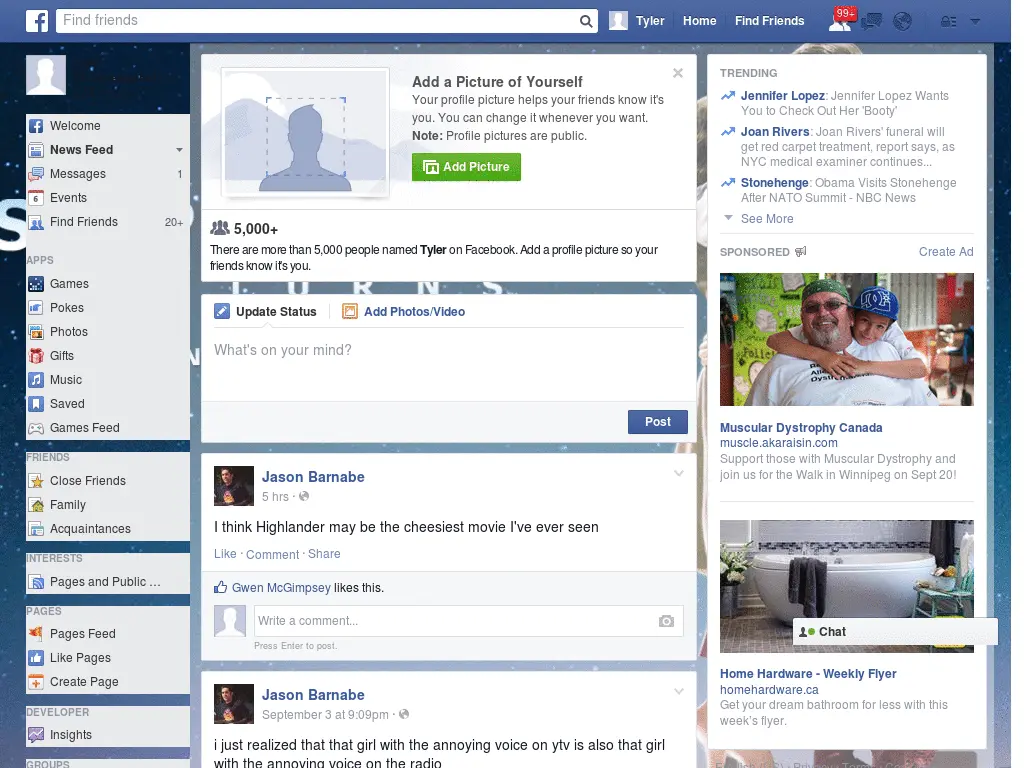 Find friends
Tyler
Home
Find Friends
99+
Welcome
News Feed
Messages 1
Events
Find Friends 20+
APPS
Games
Pokes
Photos
Gifts
Music
Saved
Games Feed
FRIENDS
Close Friends
Family
Acquaintances
INTERESTS
Pages and Public ...
PAGES
Pages Feed
Like Pages
Create Page
DEVELOPER
Insights
GROUPS
Add a Picture of Yourself
Your profile picture helps your friends know it's
you. You can change it whenever you want.
Note: Profile pictures are public.
Add Picture
5,000+
There are more than 5,000 people named Tyler on Facebook. Add a profile picture so your
friends know it's you.
U R N S
Update Status
Add Photos/Video
What's on your mind?
Post
Jason Barnabe
5 hrs ·
I think Highlander may be the cheesiest movie I've ever seen
Like · Comment · Share
Gwen McGimpsey likes this.
Write a comment...
Press Enter to post.
Jason Barnabe
September 3 at 9:09pm ·
i just realized that that girl with the annoying voice on ytv is also that girl
with the annoying voice on the radio
TRENDING
Jennifer Lopez: Jennifer Lopez Wants
You to Check Out Her 'Booty'
Joan Rivers: Joan Rivers' funeral will
get red carpet treatment, report says, as
NYC medical examiner continues...
Stonehenge: Obama Visits Stonehenge
After NATO Summit - NBC News
See More
SPONSORED
Create Ad
Muscular Dystrophy Canada
muscle.akaraisin.com
Support those with Muscular Dystrophy and
join us for the Walk in Winnipeg on Sept 20!
Chat
Home Hardware - Weekly Flyer
homehardware.ca
Get your dream bathroom for less with this
week's flyer.